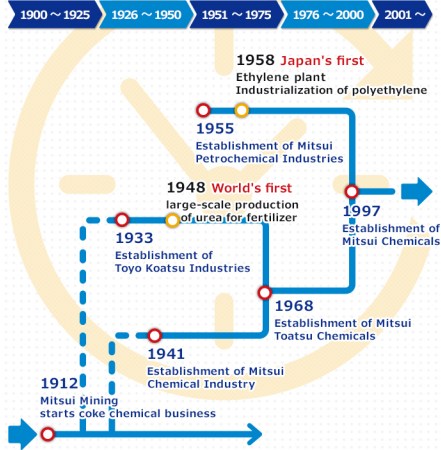 1900 ～ 1925
1926 ～ 1950
1951 ～ 1975
1976 ～ 2000
2001 ～
1958 Japan's first
Ethylene plant
Industrialization of polyethylene
1955
Establishment of Mitsui
Petrochemical Industries
1948 World's first
large-scale production
of urea for fertilizer
1997
Establishment of
Mitsui Chemicals
1933
Establishment of
Toyo Koatsu Industries
1968
Establishment of Mitsui
Toatsu Chemicals
1941
Establishment of Mitsui
Chemical Industry
1912
Mitsui Mining
starts coke chemical business